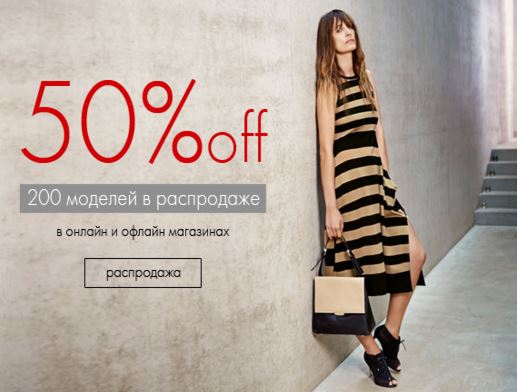 50%off
200 моделей в распродаже
в онлайн и офлайн магазинах
распродажа